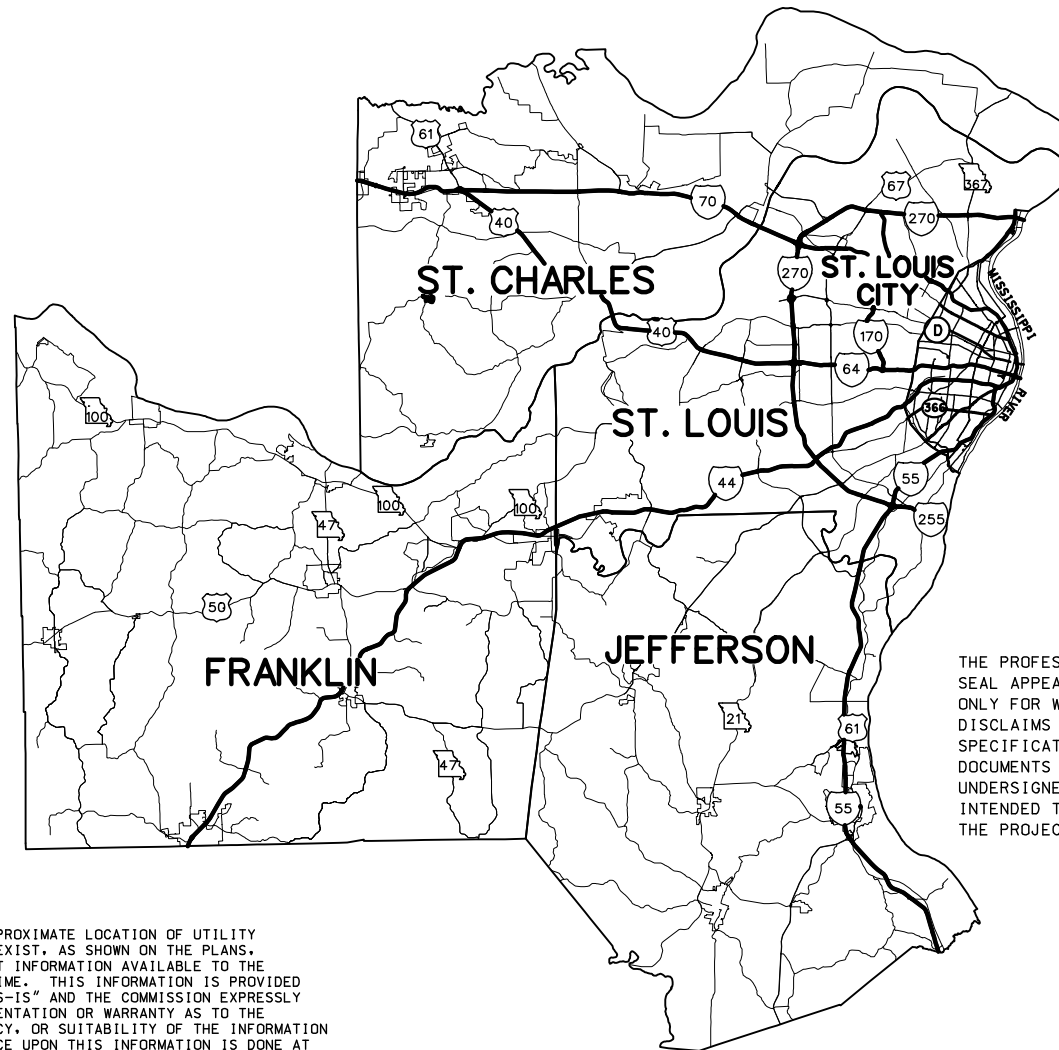 61
367
67
70
270
40
270
ST. LOUIS
CITY
ST. CHARLES
MISSISSIPPI
RIVER
40
D
170
64
100
366
ST. LOUIS
44
55
100
100
47
255
50
JEFFERSON
FRANKLIN
21
61
47
55
THE PROFES
SEAL APPEA
ONLY FOR W
DISCLAIMS
SPECIFICAT
DOCUMENTS
UNDERSIGNE
INTENDED T
THE PROJEC
PROXIMATE LOCATION OF UTILITY
EXIST, AS SHOWN ON THE PLANS,
T INFORMATION AVAILABLE TO THE
IME. THIS INFORMATION IS PROVIDED
S-IS" AND THE COMMISSION EXPRESSLY
ENTATION OR WARRANTY AS TO THE
CY, OR SUITABILITY OF THE INFORMATION
CE UPON THIS INFORMATION IS DONE AT